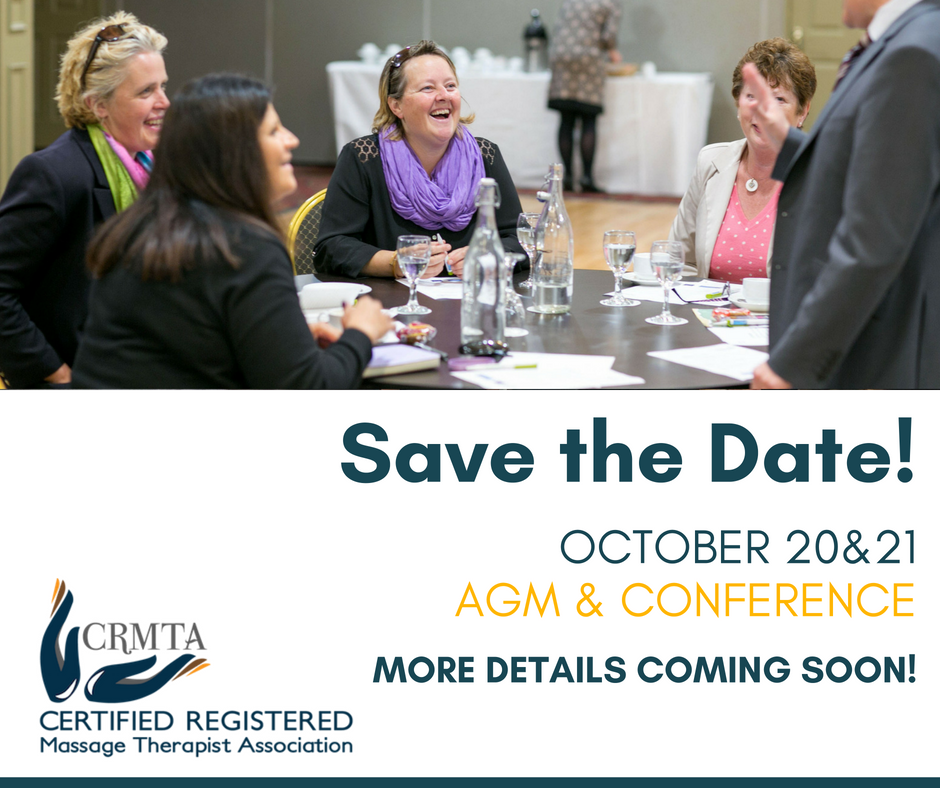 Save the Date!
OCTOBER 20&21
AGM & CONFERENCE
MORE DETAILS COMING SOON!
CRMTA
CERTIFIED REGISTERED
Massage Therapist Association